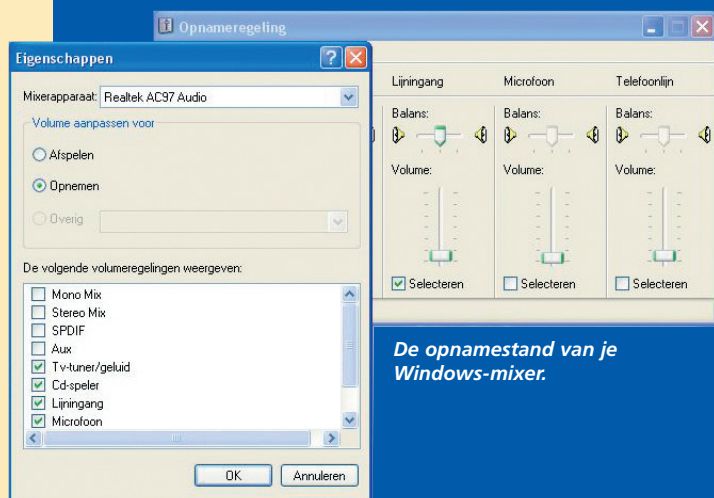 Opnameregeling
Eigenschappen
Mixerapparaat: Realtek AC97 Audio
Volume aanpassen voor
Afspelen
Opnemen
Overig
De volgende volumeregelingen weergeven:
Mono Mix
Stereo Mix
SPDIF
Aux
Tv-tuner/geluid
Cd-speler
Lijningang
Microfoon
OK Annuleren
Lijningang Microfoon Telefoonlijn
Balans: Balans: Balans:
Volume: Volume: Volume:
Selecteren Selecteren Selecteren
De opnamestand van je
Windows-mixer.